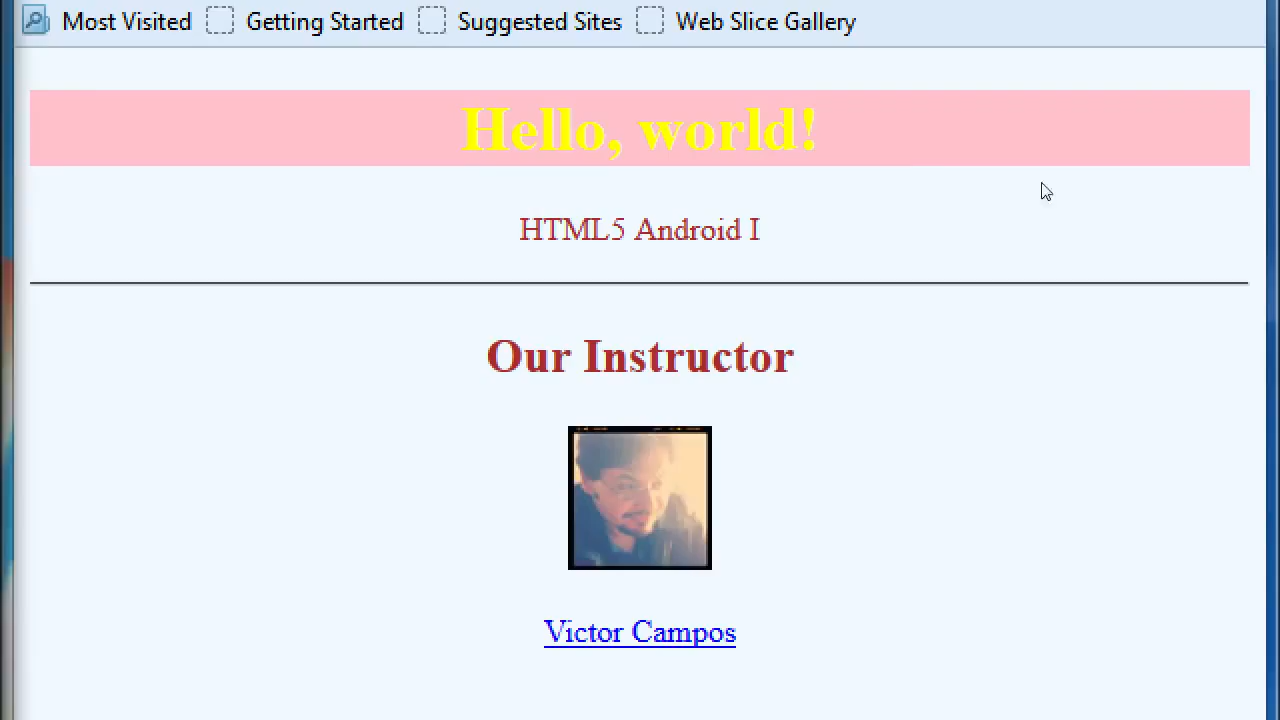 Most Visited Getting Started Suggested Sites Web Slice Gallery
Hello, world!
HTML5 Android I
Our Instructor
Victor Campos